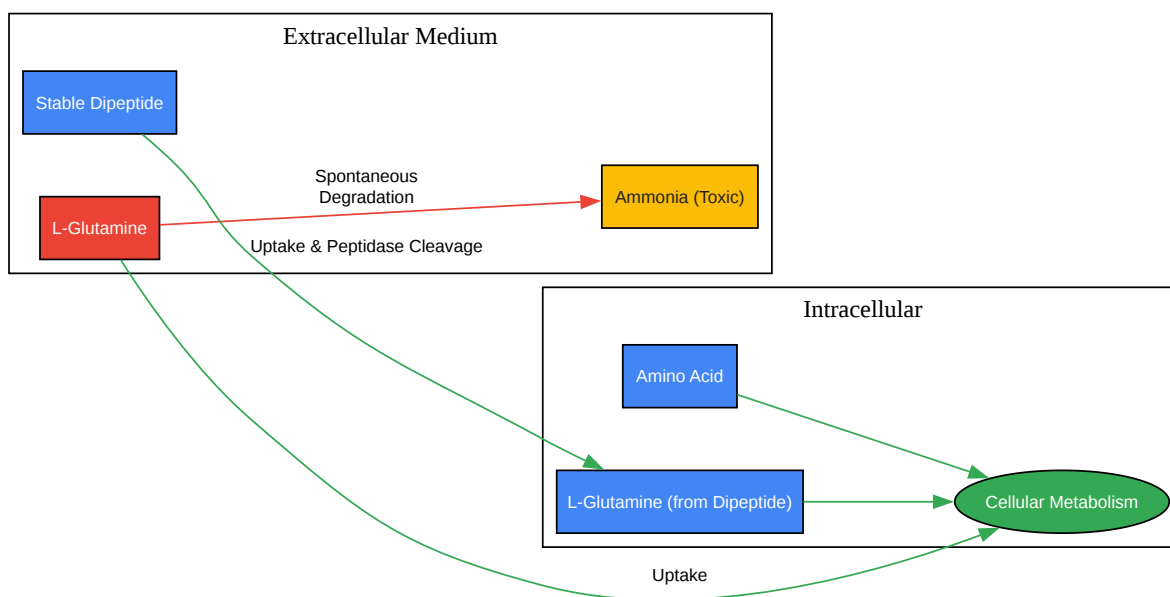 Extracellular Medium
Stable Dipeptide
Spontaneous
Degradation
Ammonia (Toxic)
L-Glutamine
Uptake & Peptidase Cleavage
Intracellular
Amino Acid
L-Glutamine (from Dipeptide)
Cellular Metabolism
Uptake